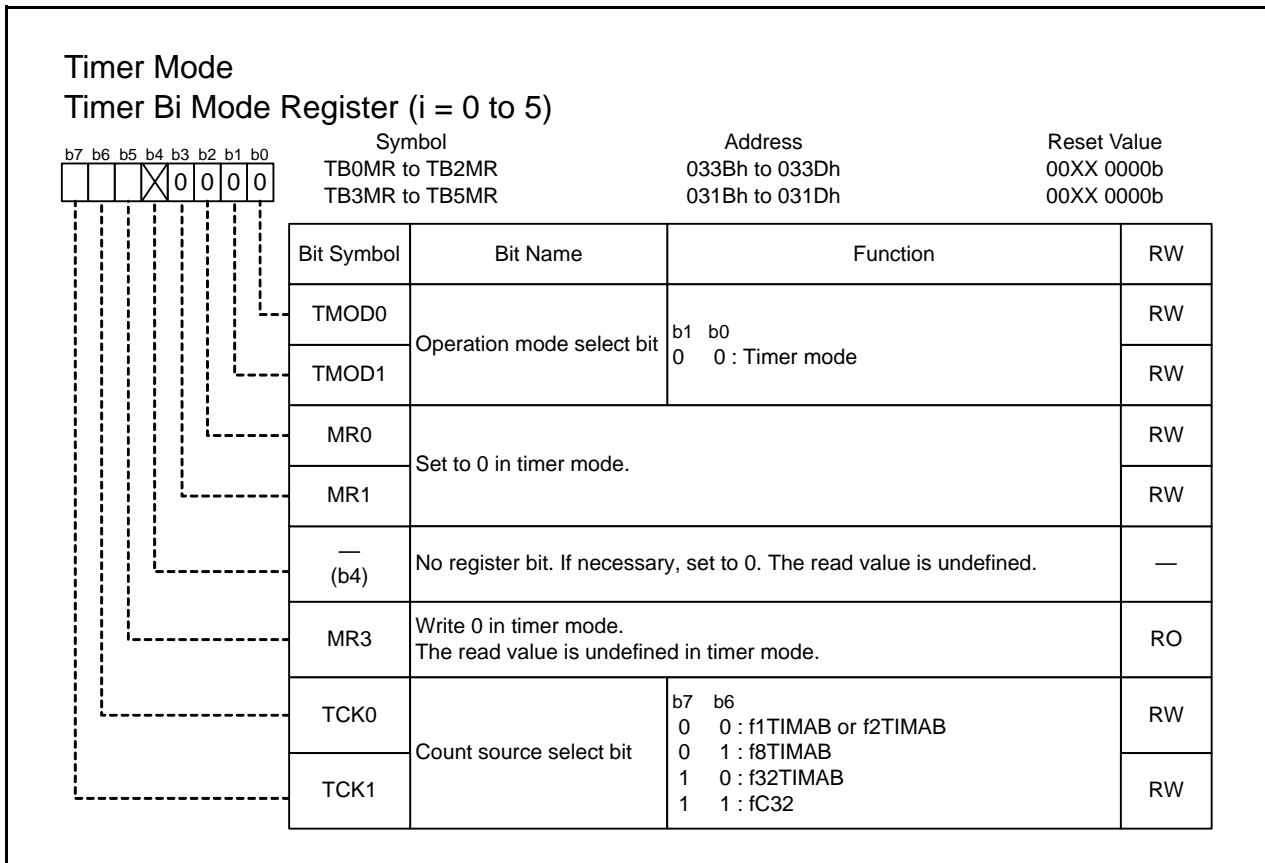 Timer Mode
Timer Bi Mode Register (i = 0 to 5)
Symbol Address Reset Value
b7 b6 b5 b4 b3 b2 b1 b0
TB0MR to TB2MR 033Bh to 033Dh 00XX 0000b
0 0 0 0
TB3MR to TB5MR 031Bh to 031Dh 00XX 0000b
Bit Symbol Bit Name Function RW
TMOD0 RW
Operation mode select bit
b1 b0
0 0 : Timer mode
TMOD1 RW
MR0 RW
Set to 0 in timer mode.
MR1 RW
—
(b4) No register bit. If necessary, set to 0. The read value is undefined. —
MR3 RO
Write 0 in timer mode.
The read value is undefined in timer mode.
TCK0 RW
Count source select bit
b7 b6
0 0 : f1TIMAB or f2TIMAB
0 1 : f8TIMAB
1 0 : f32TIMAB
1 1 : fC32
TCK1 RW